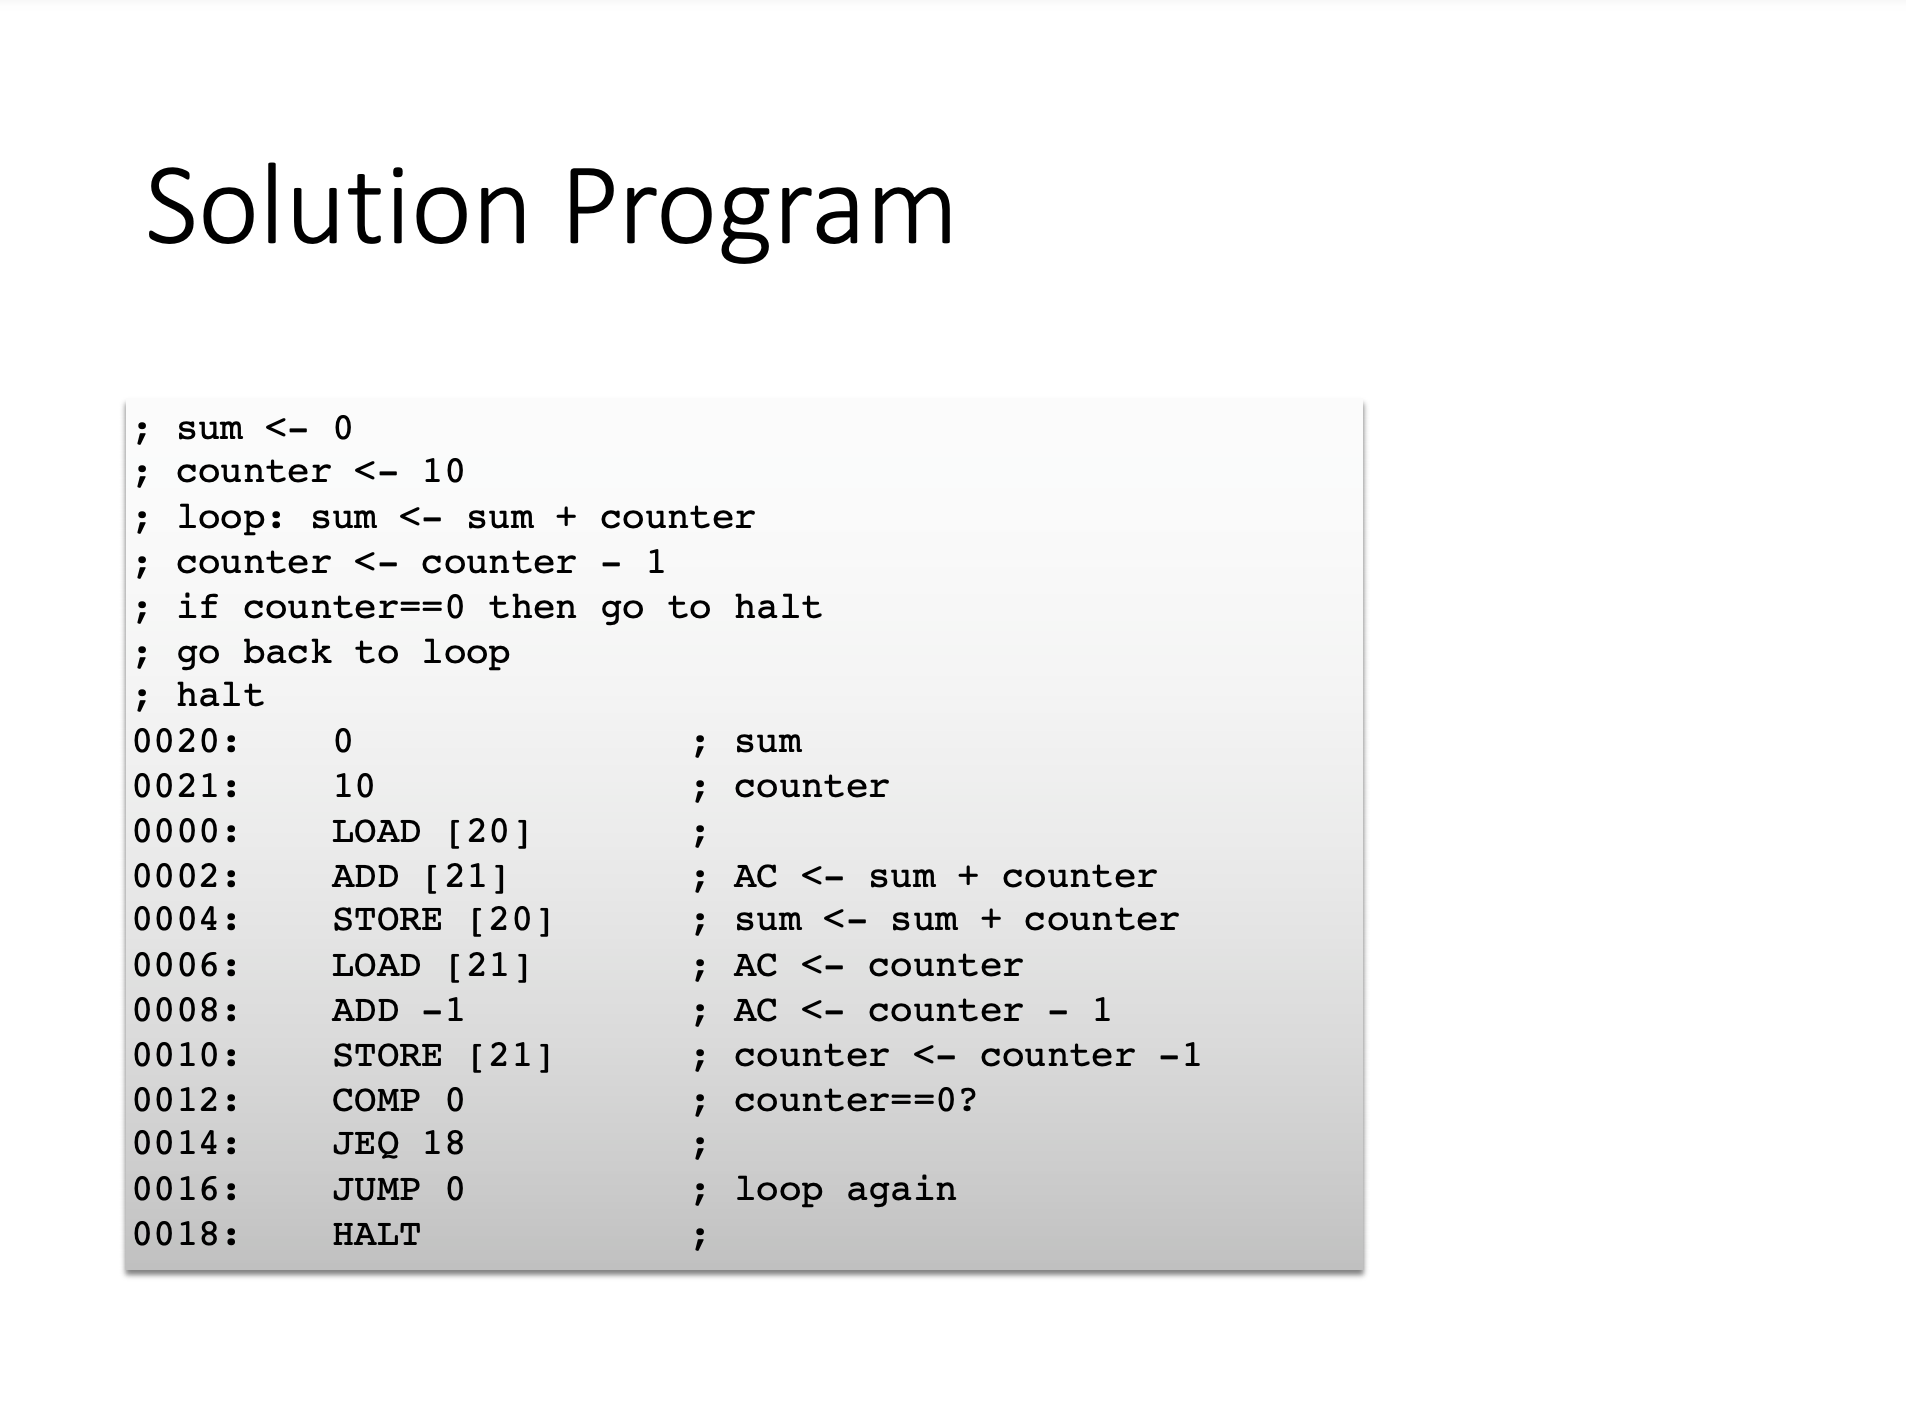 Solution Program
; sum <- 0
; counter <- 10
; loop: sum <- sum + counter
; counter <- counter - 1
; if counter==0 then go to halt
; go back to loop
; halt
0020:    0                ; sum
0021:    10               ; counter
0000:    LOAD [20]        ;
0002:    ADD [21]         ; AC <- sum + counter
0004:    STORE [20]       ; sum <- sum + counter
0006:    LOAD [21]        ; AC <- counter
0008:    ADD -1           ; AC <- counter - 1
0010:    STORE [21]       ; counter <- counter -1
0012:    COMP 0           ; counter==0?
0014:    JEQ 18           ;
0016:    JUMP 0           ; loop again
0018:    HALT             ;